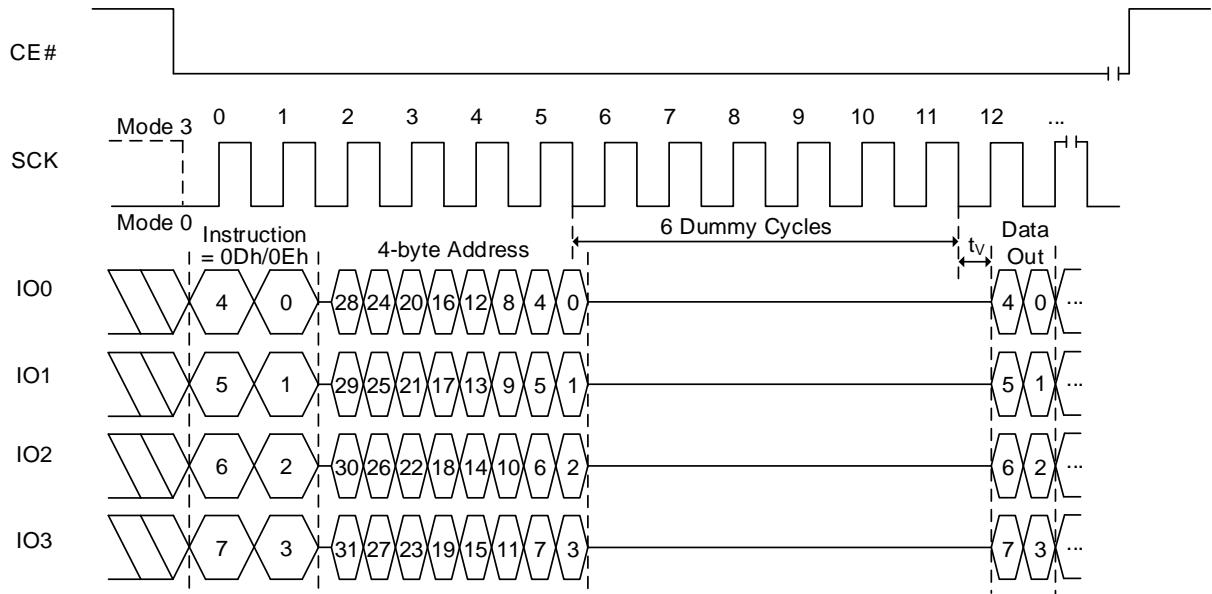 CE#
0 1 2 3 4 5 6 7 8 9 10 11 12 ...
Mode 3
SCK
Mode 0
6 Dummy Cycles
Instruction
= 0Dh/0Eh
4-byte Address
tV
Data
Out
IO0 4 0 28 24 20 16 12 8 4 0 4 0 ...
IO1 5 1 29 25 21 17 13 9 5 1 5 1 ...
IO2 6 2 30 26 22 18 14 10 6 2 6 2 ...
IO3 7 3 31 27 23 19 15 11 7 3 7 3 ...